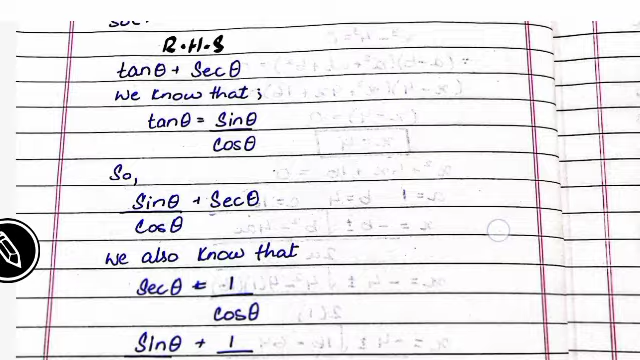 R.H.S
tanθ + Secθ
We know that;
tanθ = Sinθ
cosθ
So,
Sinθ + Secθ
Cosθ
We also know that
Secθ = 1
cosθ
Sinθ + 1